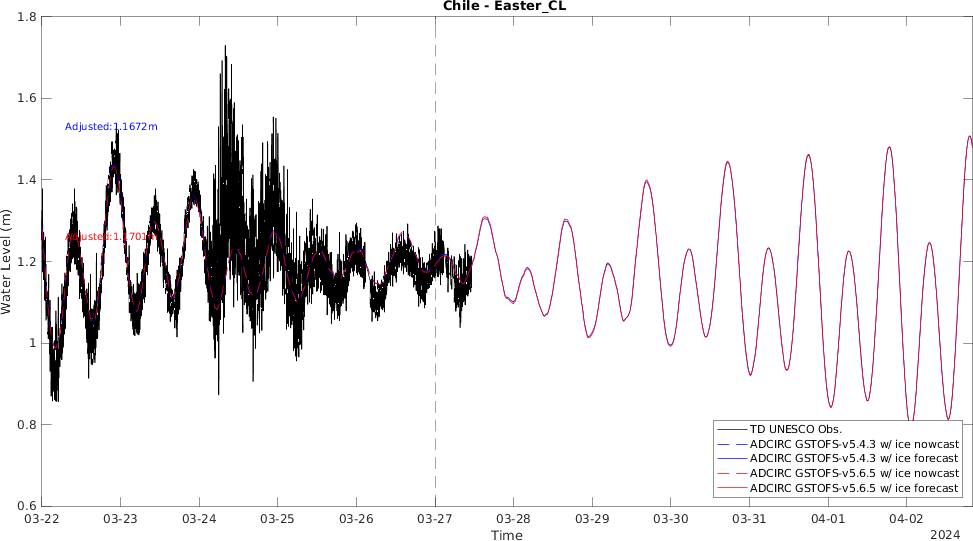 Chile - Easter_CL
1.8
1.6
1.4
1.2
1
0.8
0.6
Water Level (m)
Adjusted:1.1672m
Adjusted:1.1701m
TD UNESCO Obs.
ADCIRC GSTOFS-v5.4.3 w/ ice nowcast
ADCIRC GSTOFS-v5.4.3 w/ ice forecast
ADCIRC GSTOFS-v5.6.5 w/ ice nowcast
ADCIRC GSTOFS-v5.6.5 w/ ice forecast
03-22 03-23 03-24 03-25 03-26 03-27 03-28 03-29 03-30 03-31 04-01 04-02
Time
2024